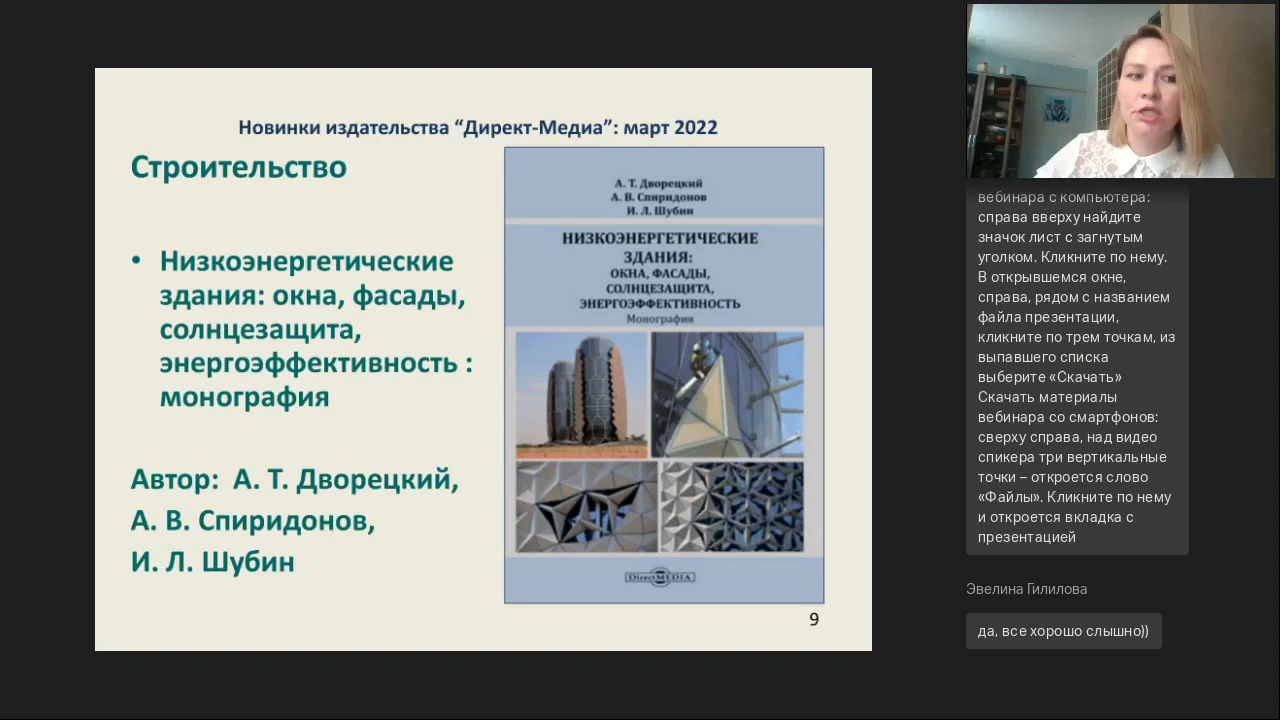 Новинки издательства “Директ-Медиа”: март 2022
Строительство
• Низкоэнергетические
здания: окна, фасады,
солнцезащита,
энергоэффективность :
монография
Автор: А. Т. Дворецкий,
А. В. Спиридонов,
И. Л. Шубин
А. Т. Дворецкий
А. В. Спиридонов
И. Л. Шубин
НИЗКОЭНЕРГЕТИЧЕСКИЕ
ЗДАНИЯ:
ОКНА, ФАСАДЫ,
СОЛНЦЕЗАЩИТА,
ЭНЕРГОЭФФЕКТИВНОСТЬ
Монография
DirectMEDIA
9
вебинара с компьютера:
справа вверху найдите
значок лист с загнутым
уголком. Кликните по нему.
В открывшемся окне,
справа, рядом с названием
файла презентации,
кликните по трем точкам, из
выпавшего списка
выберите «Скачать»
Скачать материалы
вебинара со смартфонов:
сверху справа, над видео
спикера три вертикальные
точки – откроется слово
«Файлы». Кликните по нему
и откроется вкладка с
презентацией
Эвелина Гилилова
да, все хорошо слышно))